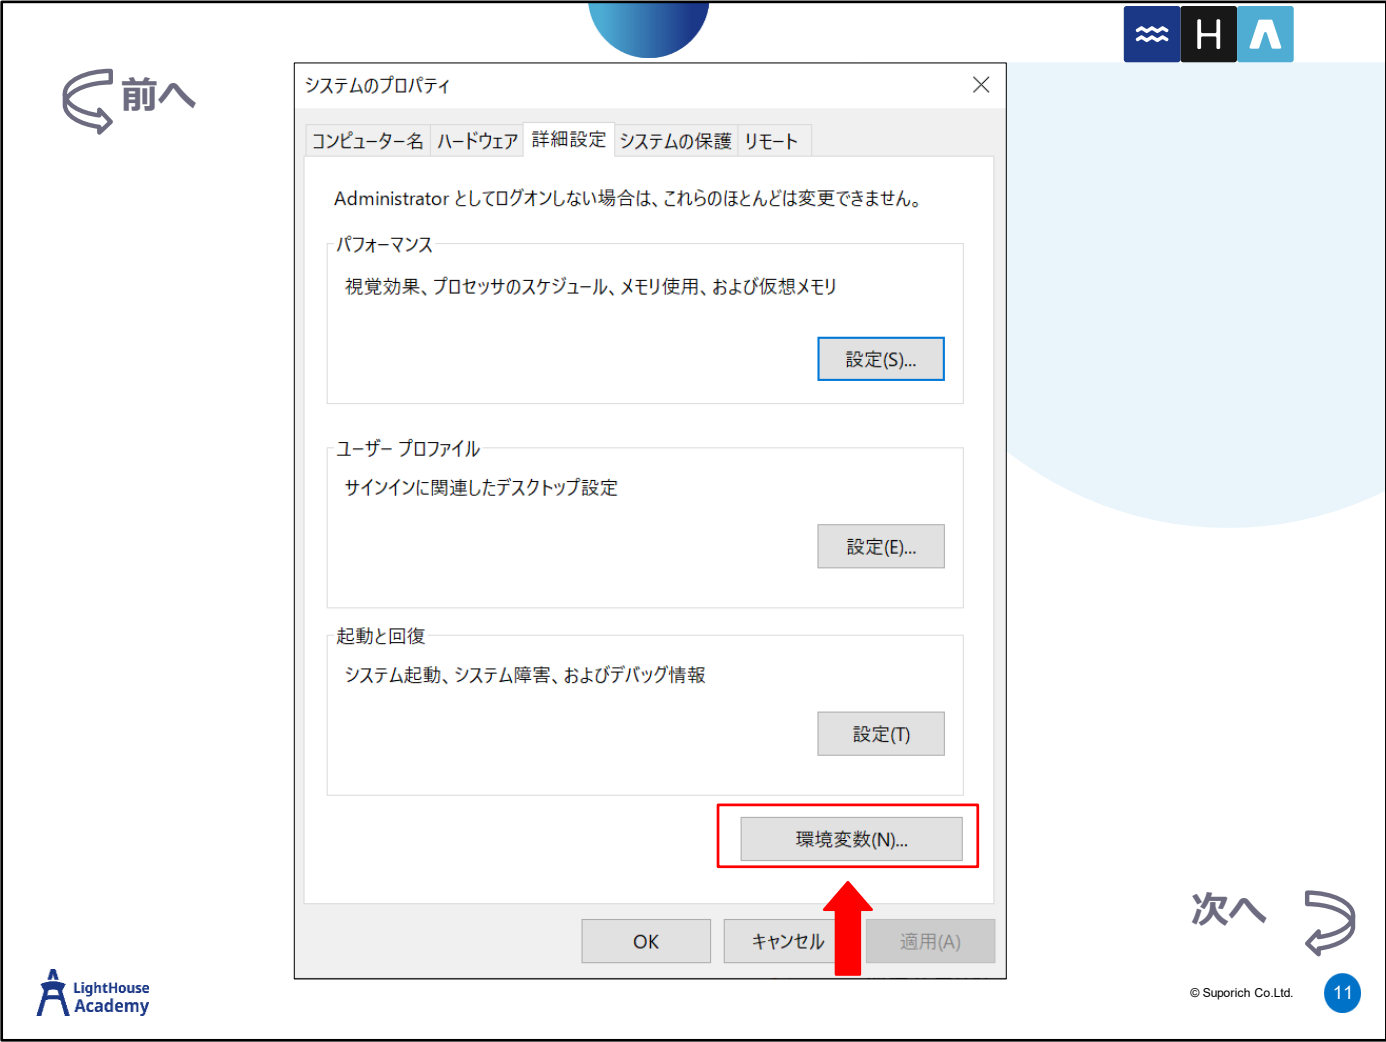 H
前へ
システムのプロパティ
コンピューター名 ハードウェア 詳細設定 システムの保護 リモート
Administrator としてログオンしない場合は、これらのほとんどは変更できません。
パフォーマンス
視覚効果、プロセッサのスケジュール、メモリ使用、および仮想メモリ
設定(S)...
ユーザー プロファイル
サインインに関連したデスクトップ設定
設定(E)...
起動と回復
システム起動、システム障害、およびデバッグ情報
設定(T)
環境変数(N)...
OK キャンセル 適用(A)
次へ
LightHouse
Academy
© Suporich Co.Ltd.
11